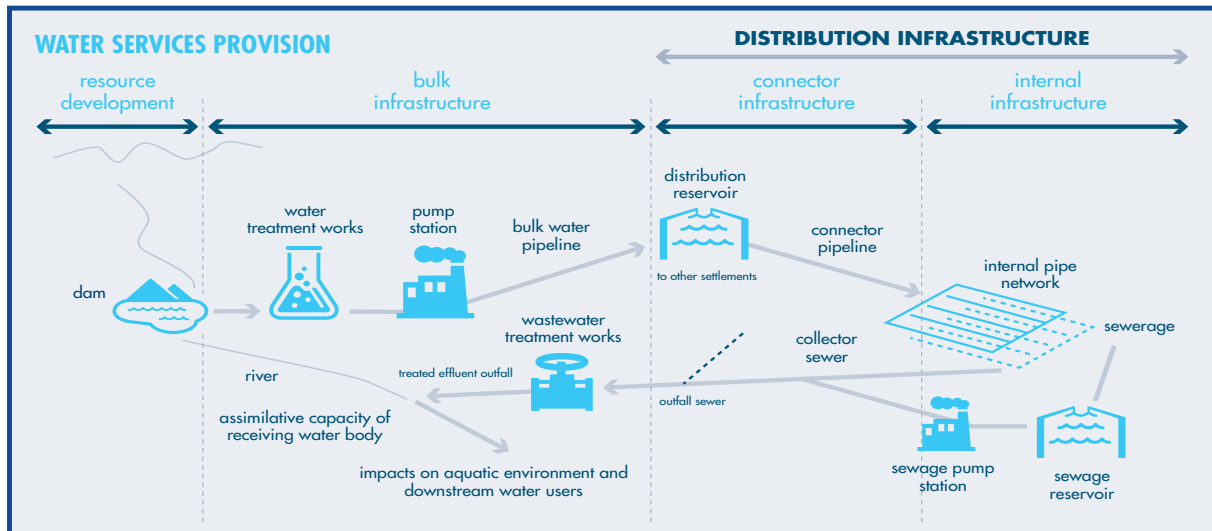 WATER SERVICES PROVISION
DISTRIBUTION INFRASTRUCTURE
resource
development
bulk
infrastructure
connector
infrastructure
internal
infrastructure
distribution
reservoir
water
treatment works
pump
station
bulk water
pipeline
connector
pipeline
to other settlements
internal pipe
network
dam
wastewater
treatment works
sewerage
collector
sewer
river
treated effluent outfall
outfall sewer
assimilative capacity of
receiving water body
impacts on aquatic environment and
downstream water users
sewage pump
station
sewage
reservoir